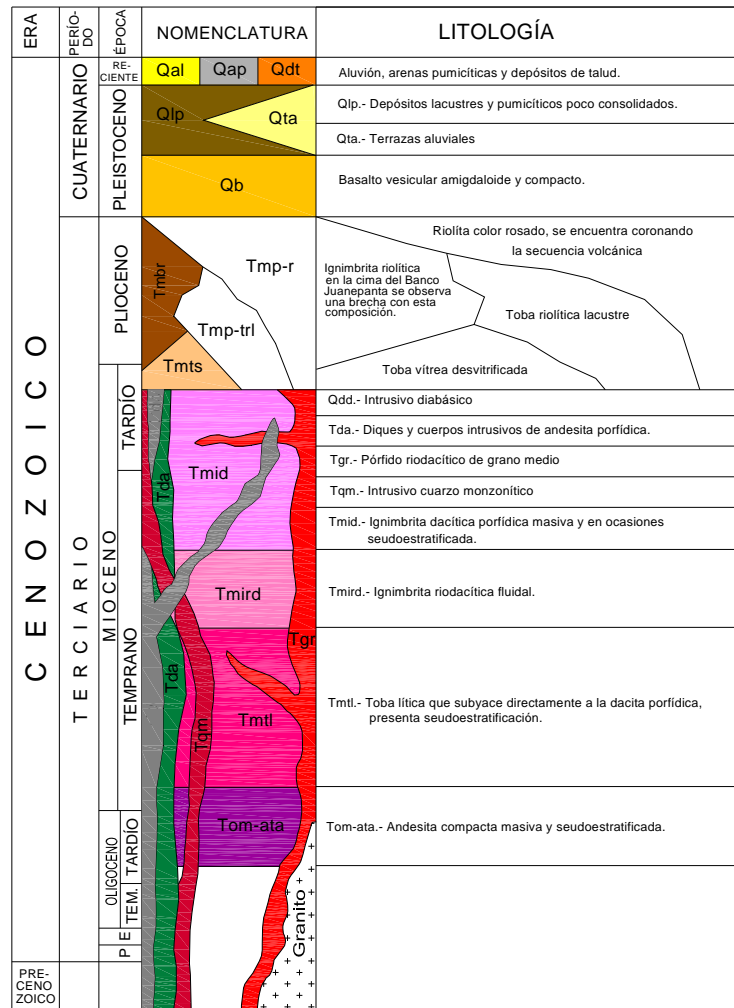 ERA
PERÍO-
DO
ÉPOCA
NOMENCLATURA
LITOLOGÍA
CENOZOICO
CUATERNARIO
RE-
CIENTE
Qal
Qap
Qdt
Aluvión, arenas pumicíticas y depósitos de talud.
PLEISTOCENO
Qlp
Qta
Qlp.- Depósitos lacustres y pumicíticos poco consolidados.
Qta.- Terrazas aluviales
Qb
Basalto vesicular amigdaloide y compacto.
TERCIARIO
PLIOCENO
Tmbr
Tmp-r
Tmp-trl
Tmts
Riolíta color rosado, se encuentra coronando
la secuencia volcánica
Ignimbrita riolítica
en la cima del Banco
Juanepanta se observa
una brecha con esta
composición.
Toba riolítica lacustre
Toba vítrea desvitrificada
MIOCENO
TARDÍO
Tda
Tmid
Qdd.- Intrusivo diabásico
Tda.- Diques y cuerpos intrusivos de andesita porfídica.
Tgr.- Pórfido riodacítico de grano medio
Tqm.- Intrusivo cuarzo monzonítico
Tmid.- Ignimbrita dacítica porfídica masiva y en ocasiones
seudoestratificada.
TEMPRANO
Tmird
Tmird.- Ignimbrita riodacítica fluidal.
Tgr
Tda
Tqm
Tmtl
Tmtl.- Toba lítica que subyace directamente a la dacita porfídica,
presenta seudoestratificación.
OLIGOCENO
TARDÍO
Tom-ata
Tom-ata.- Andesita compacta masiva y seudoestratificada.
TEM.
Granito
E
P
PRE-
CENO
ZOICO